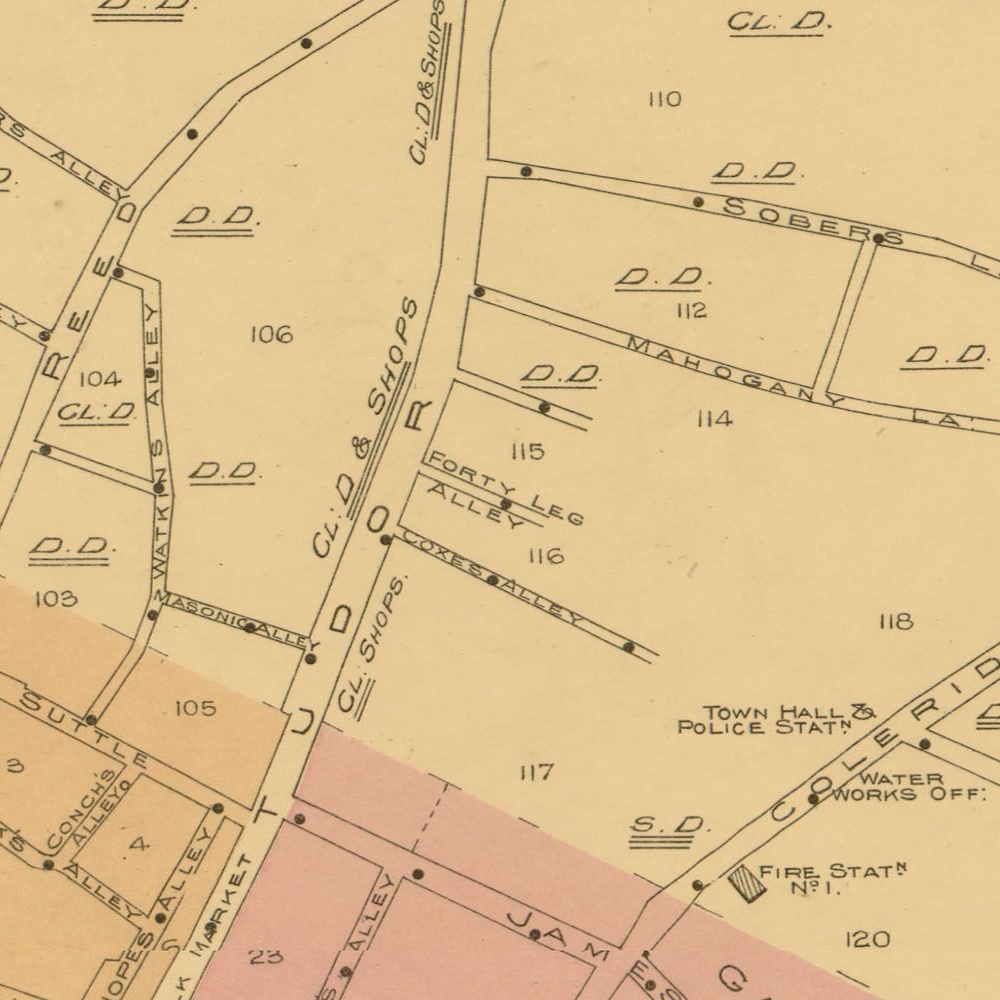 D. D.
CL: D & SHOPS
CL: D.
110
ALLEY
D. D.
D. D.
SOBERS
REED
D. D.
112
106
MAHOGANY
D. D.
WATKINS ALLEY
104
CL: D.
CL: D & SHOPS
D. D.
LA
114
115
D. D.
FORTY LEG
ALLEY
D. D.
COXES ALLEY
116
103
MASONIC ALLEY
CL. SHOPS.
118
TUDOR
105
SUTTLE
TOWN HALL &
POLICE STATN.
COLERID
117
WATER
WORKS OFF:
3
CONCH'S
ALLEY
S. D.
4
ALLEY
FIRE STATN
No. 1.
ALLEY
MARKET
ALLEY
JAMES
120
23
G